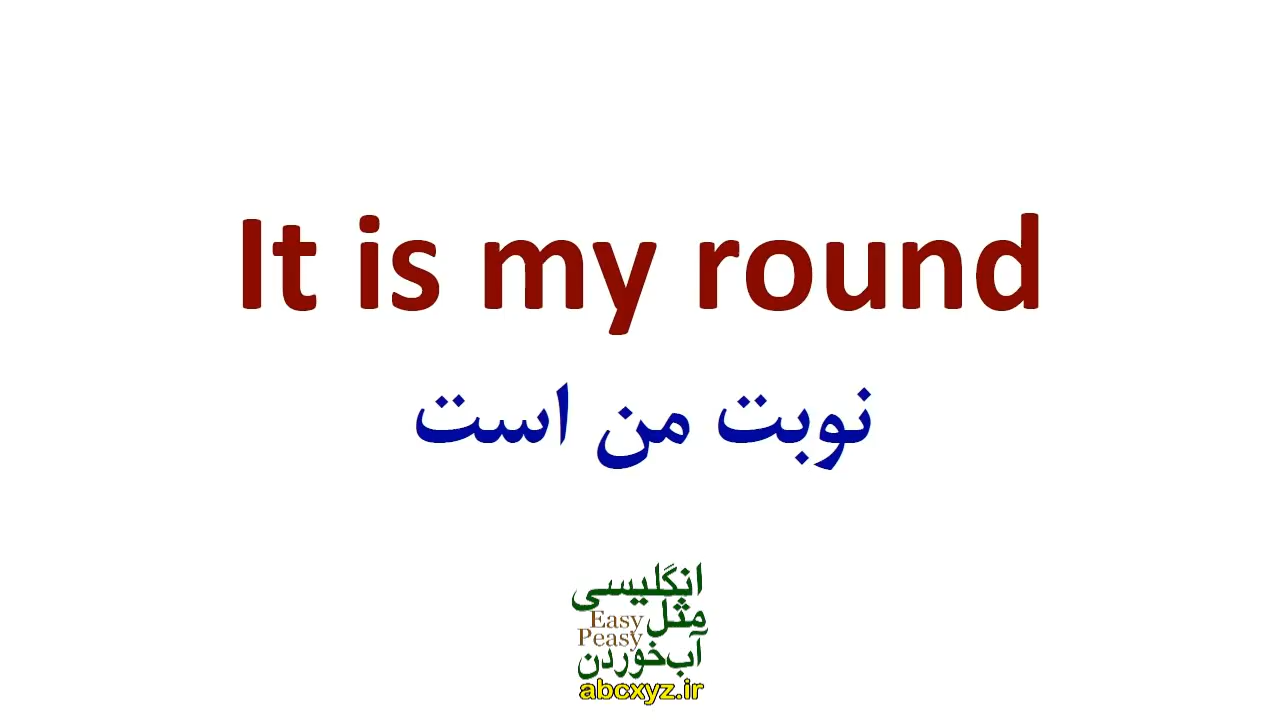 It is my round
نوبت من است
انگلیسی
مثل
Easy
Peasy
آب‌خوردن
abcxyz.ir